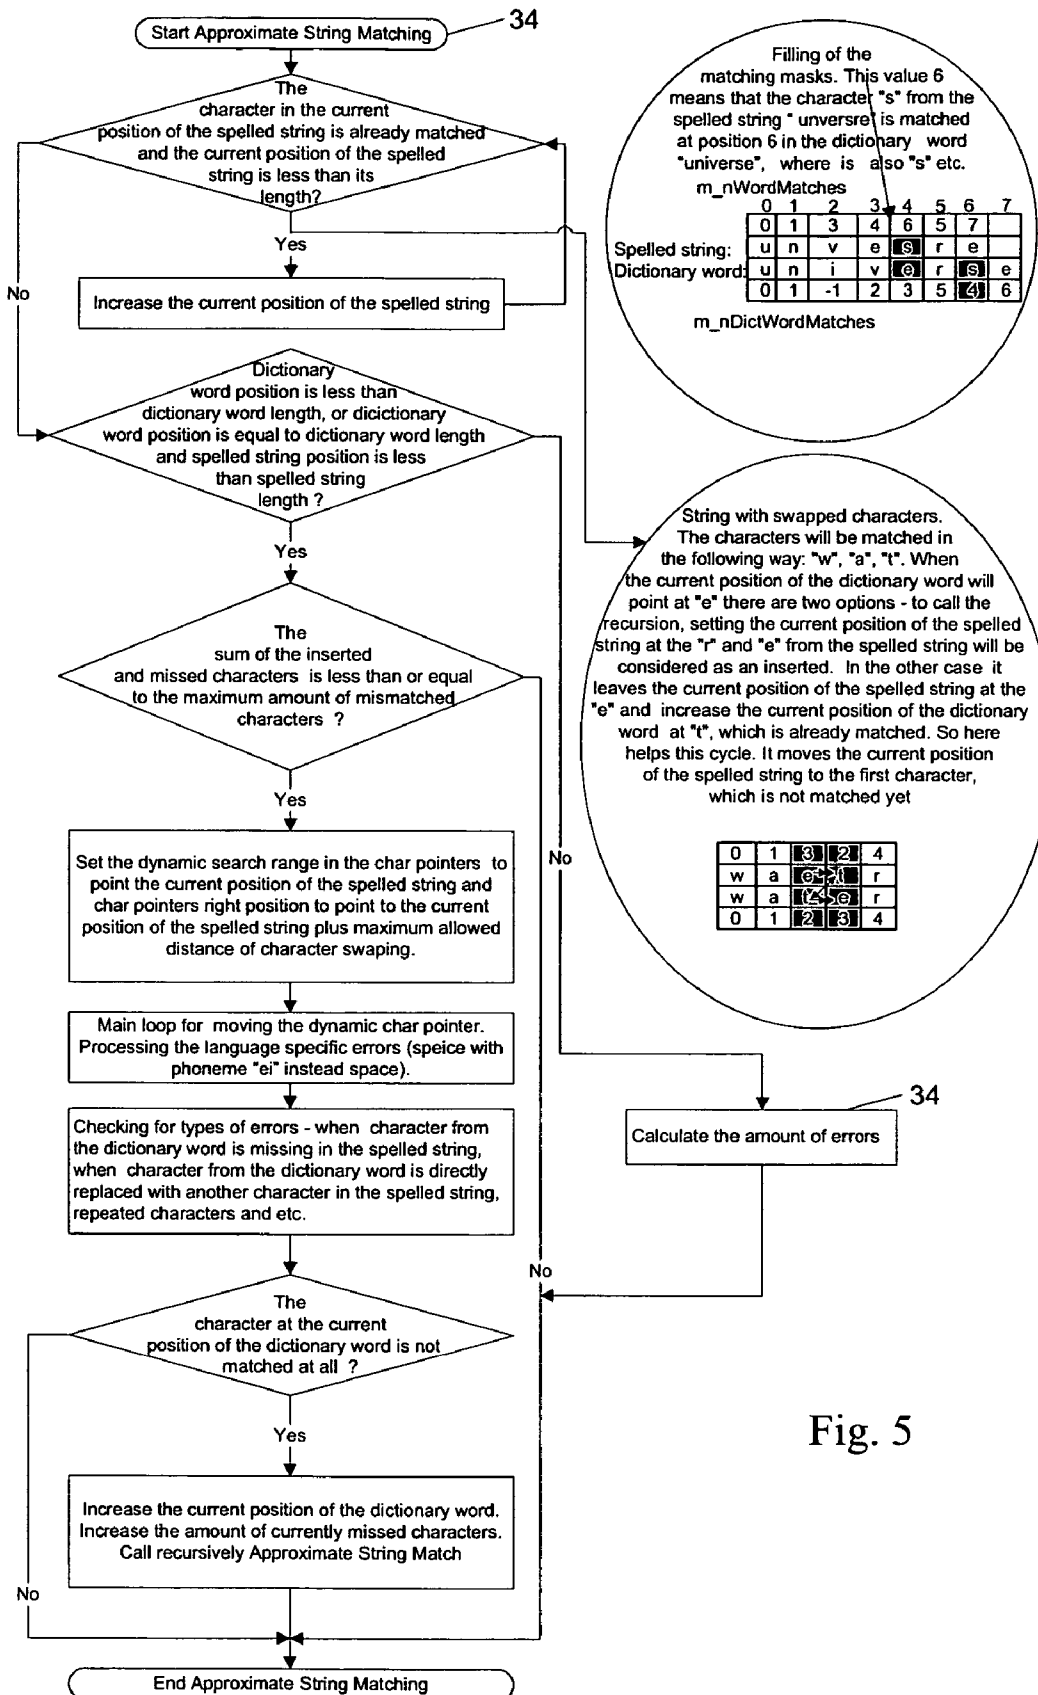 34
Start Approximate String Matching
The
character in the current
position of the spelled string is already matched
and the current position of the spelled
string is less than its
length?
Yes
No
Increase the current position of the spelled string
Dictionary
word position is less than
dictionary word length, or dicictionary
word position is equal to dictionary word length
and spelled string position is less
than spelled string
length ?
Yes
No
The
sum of the inserted
and missed characters is less than or equal
to the maximum amount of mismatched
characters ?
Yes
No
Set the dynamic search range in the char pointers to
point the current position of the spelled string and
char pointers right position to point to the current
position of the spelled string plus maximum allowed
distance of character swaping.
Main loop for moving the dynamic char pointer.
Processing the language specific errors (speice with
phoneme "ei" instead space).
Checking for types of errors - when character from
the dictionary word is missing in the spelled string,
when character from the dictionary word is directly
replaced with another character in the spelled string,
repeated characters and etc.
The
character at the current
position of the dictionary word is not
matched at all ?
Yes
No
Increase the current position of the dictionary word.
Increase the amount of currently missed characters.
Call recursively Approximate String Match
End Approximate String Matching
Filling of the
matching masks. This value 6
means that the character "s" from the
spelled string " unversre" is matched
at position 6 in the dictionary word
"universe", where is also "s" etc.
m_nWordMatches
0 1 2 3 4 5 6 7
0 1 3 4 6 5 7
Spelled string: u n v e s r e
Dictionary word: u n i v e r s e
0 1 -1 2 3 5 4 6
m_nDictWordMatches
String with swapped characters.
The characters will be matched in
the following way: "w", "a", "t". When
the current position of the dictionary word will
point at "e" there are two options - to call the
recursion, setting the current position of the spelled
string at the "r" and "e" from the spelled string will be
considered as an inserted. In the other case it
leaves the current position of the spelled string at the
"e" and increase the current position of the dictionary
word at "t", which is already matched. So here
helps this cycle. It moves the current position
of the spelled string to the first character,
which is not matched yet
0 1 3 2 4
w a e t r
w a t e r
0 1 2 3 4
34
Calculate the amount of errors
Fig. 5